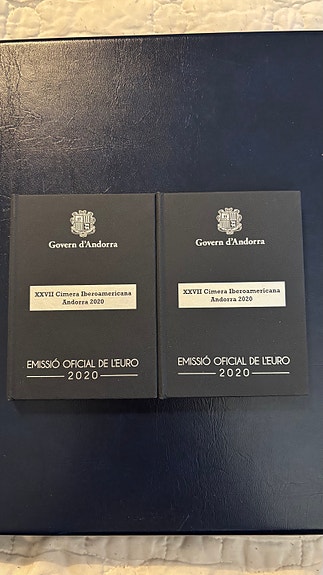 Govern d'Andorra
XXVII Cimera Iberoamericana
Andorra 2020
EMISSIÓ OFICIAL DE L'EURO
2020
Govern d'Andorra
XXVII Cimera Iberoamericana
Andorra 2020
EMISSIÓ OFICIAL DE L'EURO
2020